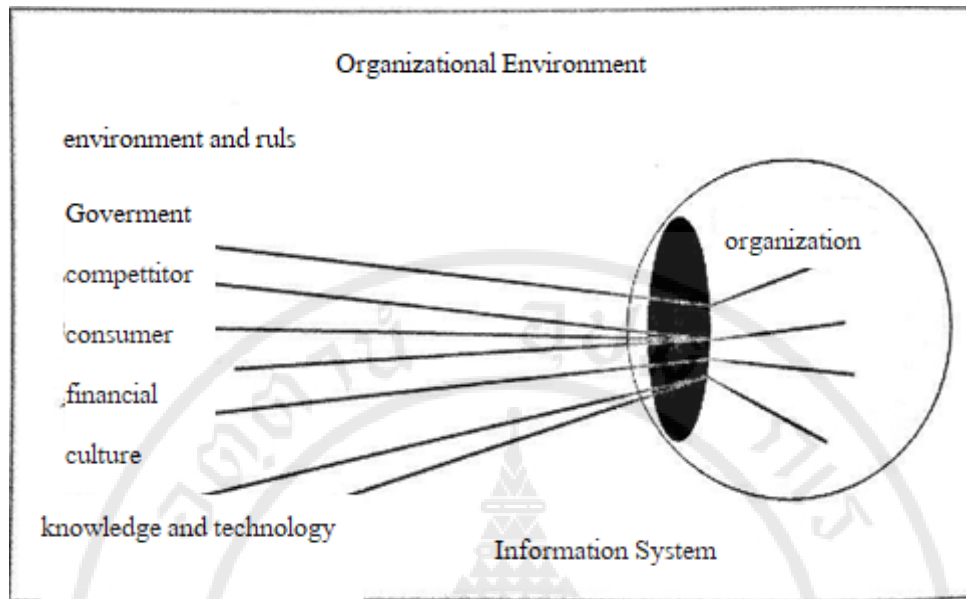 Organizational Environment
environment and ruls
Goverment
organization
competitor
consumer
financial
culture
knowledge and technology
Information System